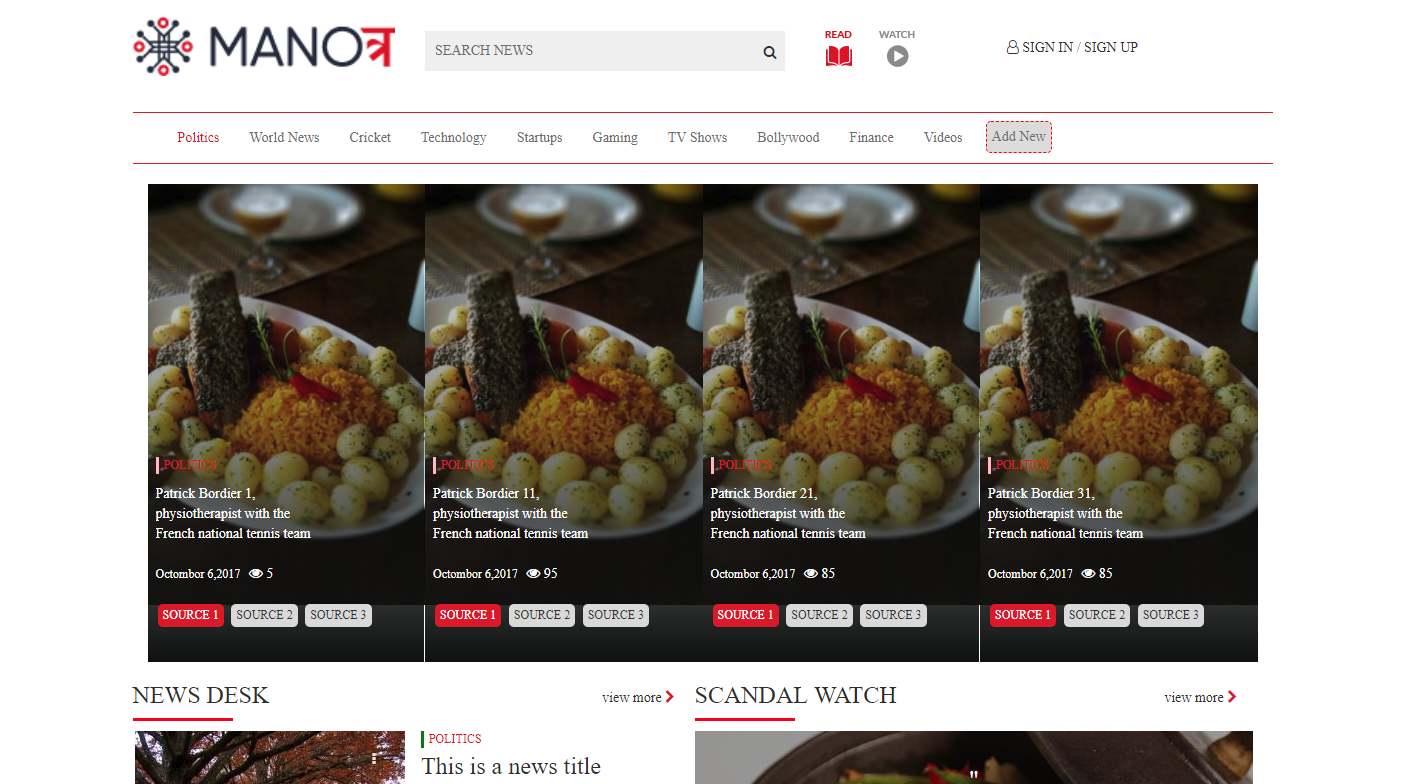 MANOत्र
SEARCH NEWS
READ
WATCH
SIGN IN / SIGN UP
Politics World News Cricket Technology Startups Gaming TV Shows Bollywood Finance Videos Add New
POLITICS
Patrick Bordier 1,
physiotherapist with the
French national tennis team
Octombor 6,2017 5
SOURCE 1 SOURCE 2 SOURCE 3
POLITICS
Patrick Bordier 11,
physiotherapist with the
French national tennis team
Octombor 6,2017 95
SOURCE 1 SOURCE 2 SOURCE 3
POLITICS
Patrick Bordier 21,
physiotherapist with the
French national tennis team
Octombor 6,2017 85
SOURCE 1 SOURCE 2 SOURCE 3
POLITICS
Patrick Bordier 31,
physiotherapist with the
French national tennis team
Octombor 6,2017 85
SOURCE 1 SOURCE 2 SOURCE 3
NEWS DESK
view more
POLITICS
This is a news title
SCANDAL WATCH
view more
"